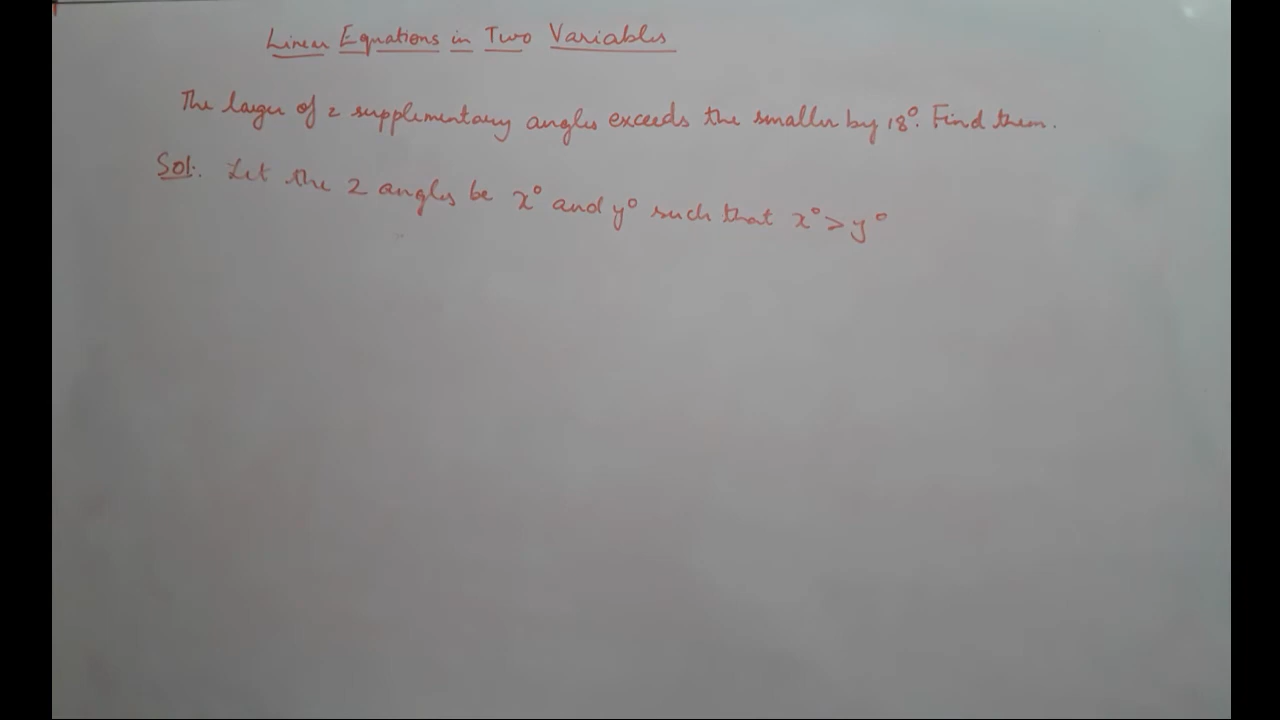 Linear Equations in Two Variables
The larger of 2 supplementary angles exceeds the smaller by 18°. Find them.
Sol:. Let the 2 angles be x° and y° such that x° > y°